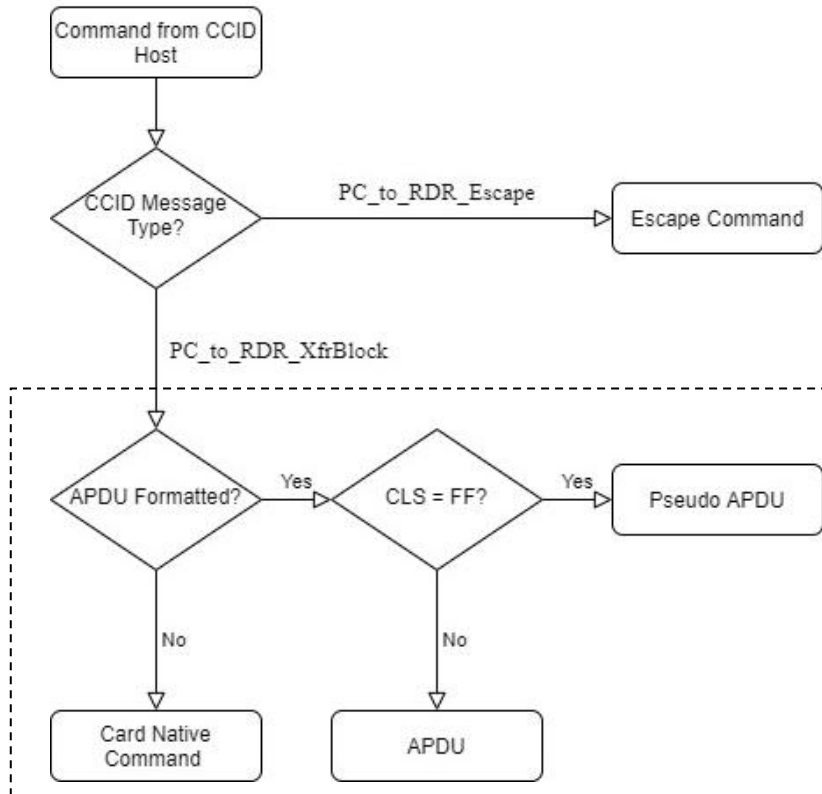 Command from CCID
Host
CCID Message
Type?
PC_to_RDR_Escape
Escape Command
PC_to_RDR_XfrBlock
APDU Formatted?
Yes
CLS = FF?
Yes
Pseudo APDU
No
No
Card Native
Command
APDU